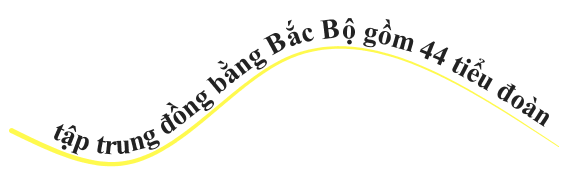 tập trung đồng bằng Bắc Bộ gồm 44 tiểu đoàn